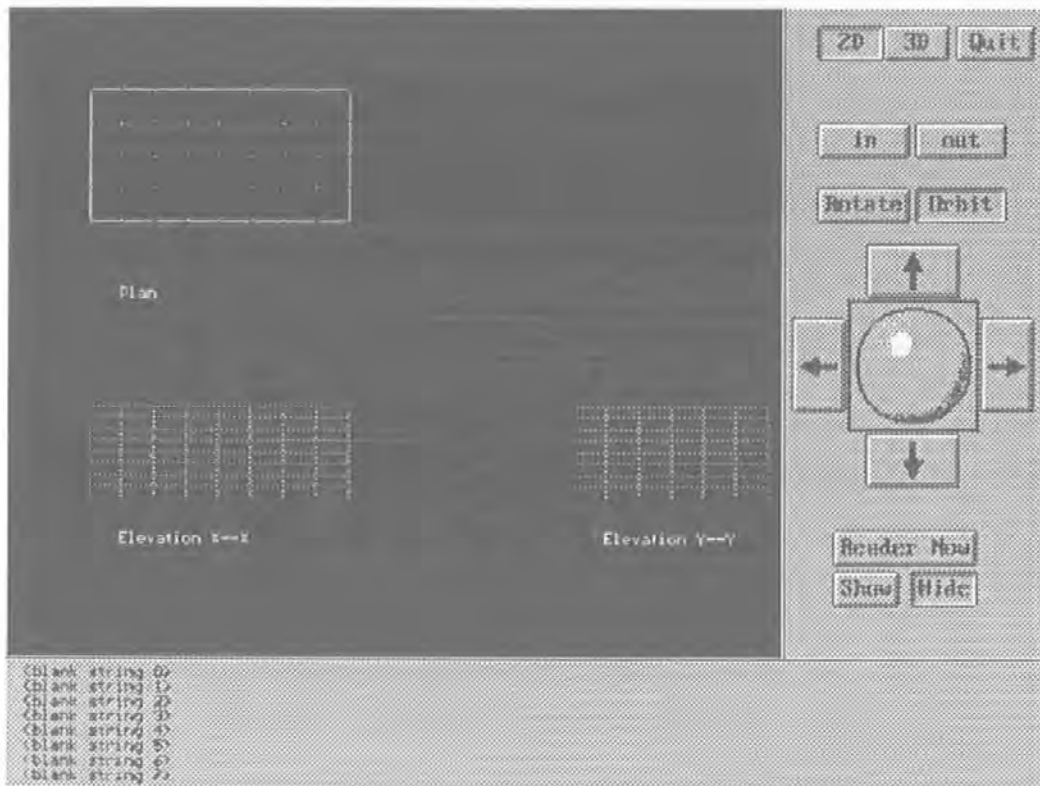 2D 3D Quit
in out
Rotate Orbit
Plan
Elevation X--X
Elevation Y--Y
Render Now
Show Hide
<blank string 0>
<blank string 1>
<blank string 2>
<blank string 3>
<blank string 4>
<blank string 5>
<blank string 6>
<blank string 7>